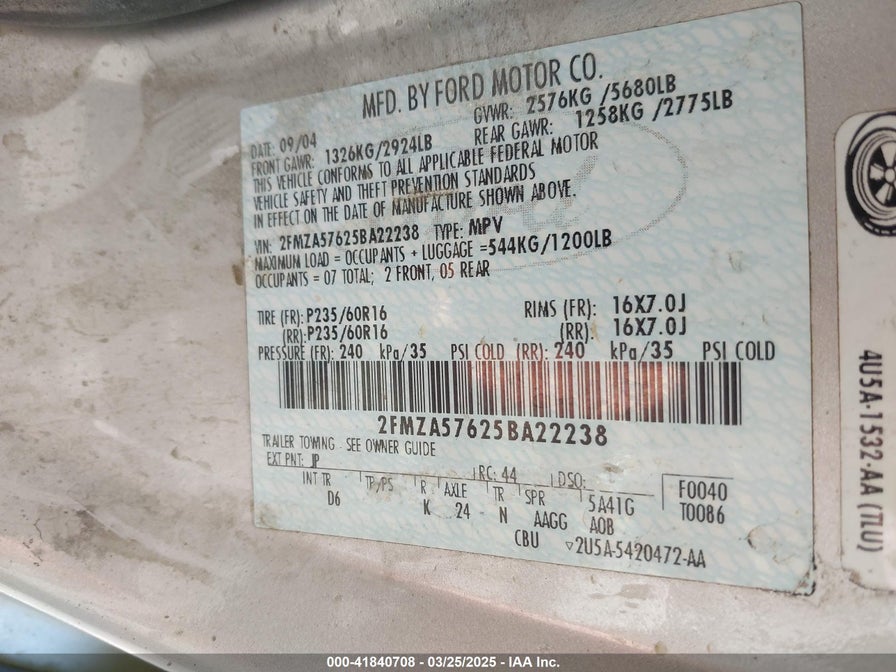 MFD. BY FORD MOTOR CO.
DATE: 09/04 GVWR: 2576KG /5680LB
FRONT GAWR: 1326KG/2924LB REAR GAWR: 1258KG /2775LB
THIS VEHICLE CONFORMS TO ALL APPLICABLE FEDERAL MOTOR
VEHICLE SAFETY AND THEFT PREVENTION STANDARDS
IN EFFECT ON THE DATE OF MANUFACTURE SHOWN ABOVE.
VIN: 2FMZA57625BA22238 TYPE: MPV
MAXIMUM LOAD = OCCUPANTS + LUGGAGE =544KG/1200LB
OCCUPANTS = 07 TOTAL; 2 FRONT, 05 REAR
TIRE (FR): P235/60R16 RIMS (FR): 16X7.0J
(RR): P235/60R16 (RR): 16X7.0J
PRESSURE (FR): 240 kPa/35 PSI COLD (RR): 240 kPa/35 PSI COLD
2FMZA57625BA22238
TRAILER TOWING - SEE OWNER GUIDE
EXT PNT: JP RC: 44 DSO:
INT TR TP/PS R AXLE TR SPR 5A41G F0040
D6 K 24 N AAGG AOB T0086
CBU ▽2U5A-5420472-AA
4U5A-1532-AA (TLU)
000-41840708 - 03/25/2025 - IAA Inc.